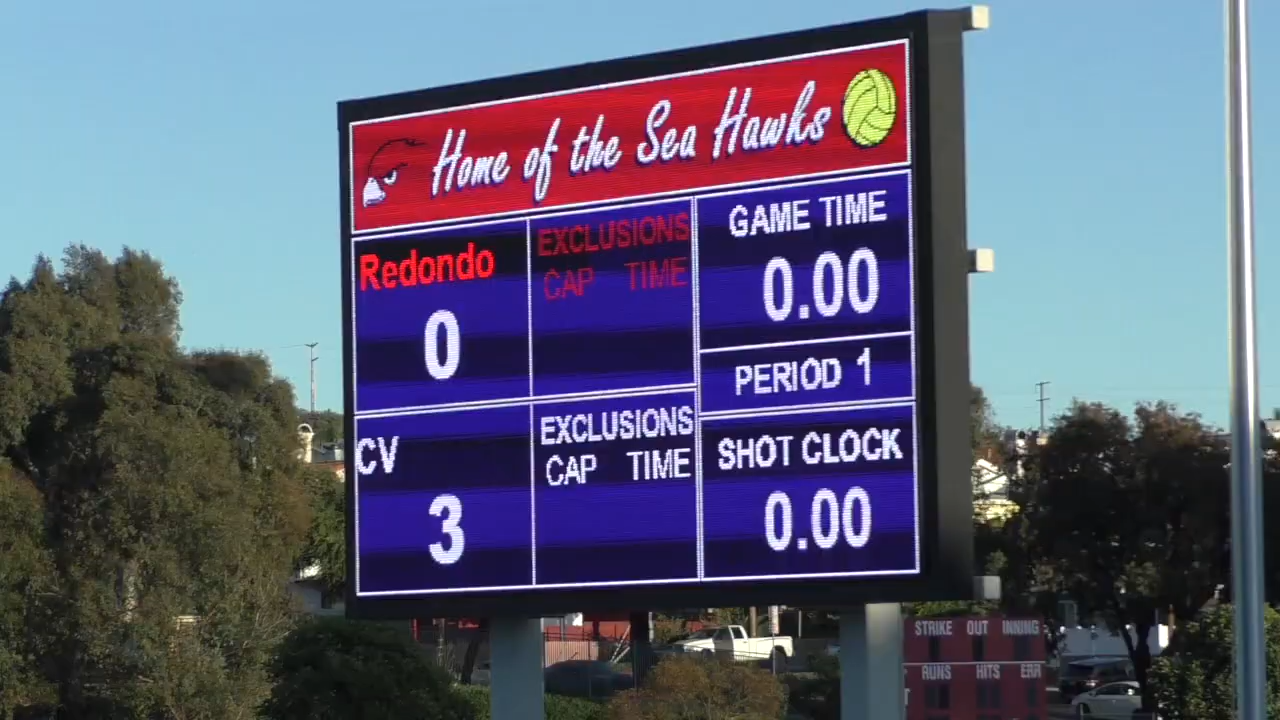 Home of the Sea Hawks
Redondo
0
EXCLUSIONS
CAP TIME
GAME TIME
0.00
PERIOD 1
CV
3
EXCLUSIONS
CAP TIME
SHOT CLOCK
0.00
STRIKE OUT INNING
RUNS HITS ERR